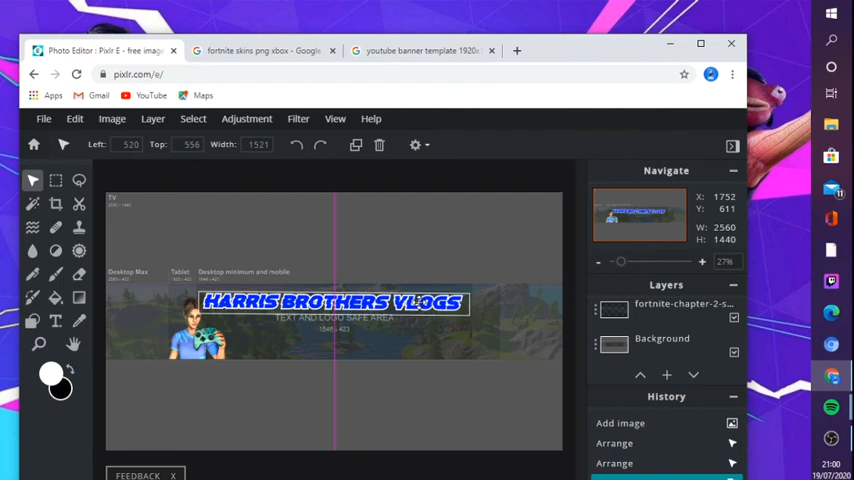 Photo Editor : Pixlr E - free imag
fortnite skins png xbox - Google
youtube banner template 1920x1
pixlr.com/e/
Apps Gmail YouTube Maps
File Edit Image Layer Select Adjustment Filter View Help
Left: 520 Top: 556 Width: 1521
Navigate
X: 1752
Y: 611
W: 2560
H: 1440
27%
TV
Desktop Max Tablet Desktop minimum and mobile
HARRIS BROTHERS VLOGS
TEXT AND LOGO SAFE AREA
1546 × 423
Layers
fortnite-chapter-2-s...
Background
History
Add image
Arrange
Arrange
FEEDBACK X
11
21:00
19/07/2020